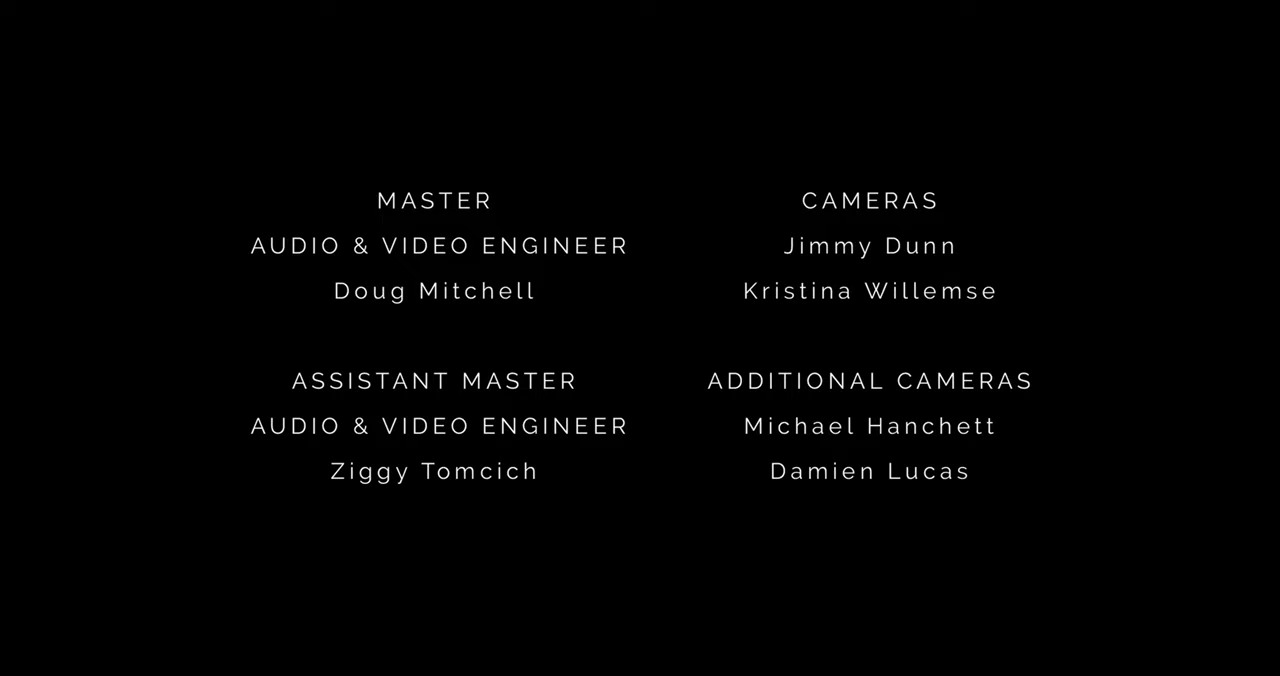 MASTER
AUDIO & VIDEO ENGINEER
Doug Mitchell
ASSISTANT MASTER
AUDIO & VIDEO ENGINEER
Ziggy Tomcich
CAMERAS
Jimmy Dunn
Kristina Willemse
ADDITIONAL CAMERAS
Michael Hanchett
Damien Lucas